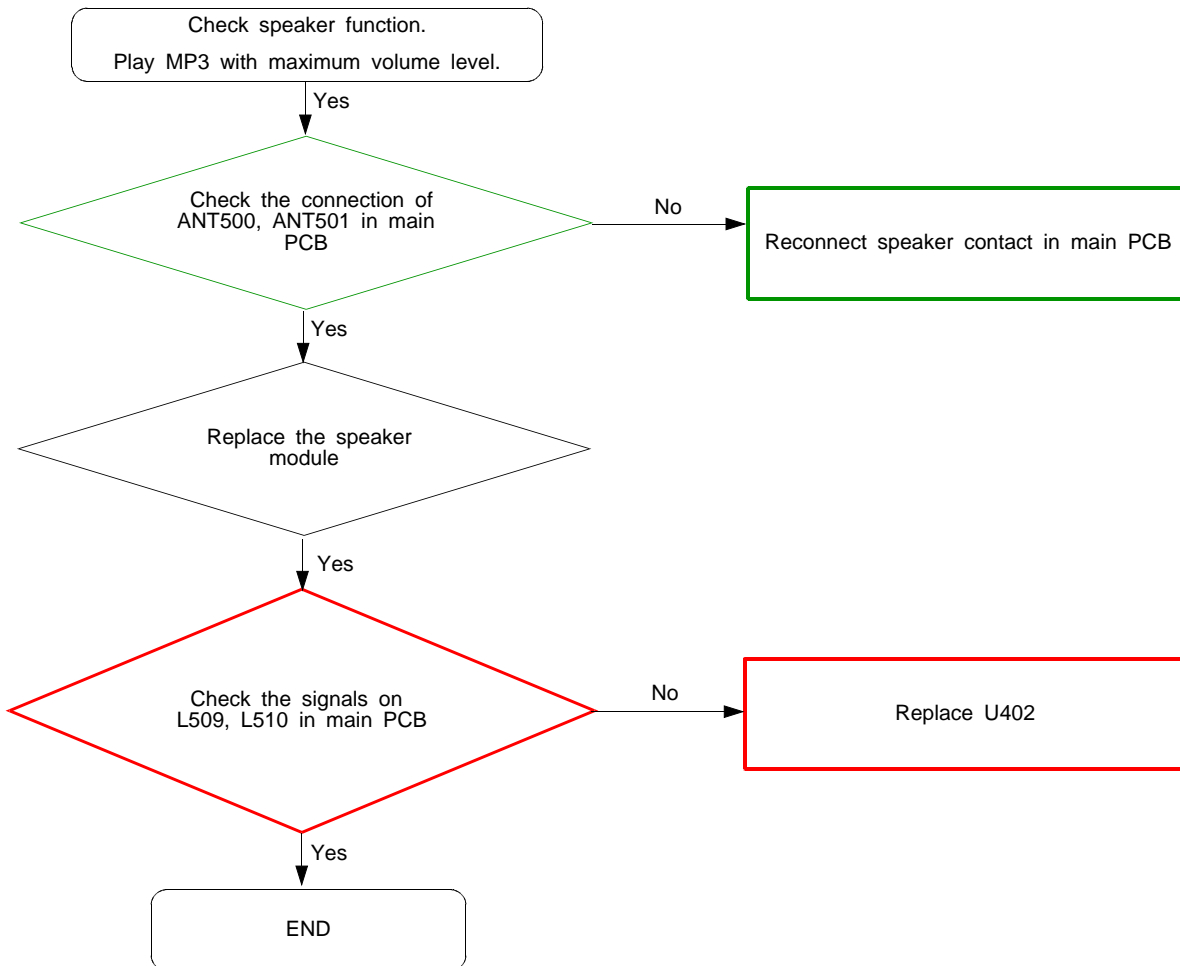 Check speaker function.
Play MP3 with maximum volume level.
Yes
Check the connection of
ANT500, ANT501 in main
PCB
No
Reconnect speaker contact in main PCB
Yes
Replace the speaker
module
Yes
Check the signals on
L509, L510 in main PCB
No
Replace U402
Yes
END